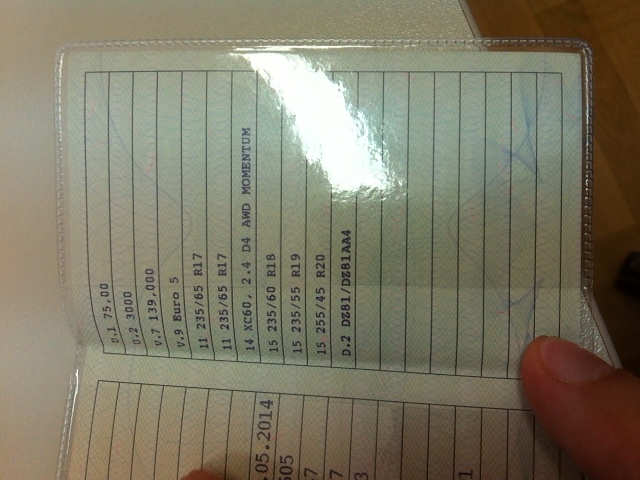 .05.2014
505
7
7
3
1
U.1 75,00
U.2 3000
V.7 139,000
V.9 Euro 5
11 235/65 R17
11 235/65 R17
14 XC60, 2.4 D4 AWD MOMENTUM
15 235/60 R18
15 235/55 R19
15 255/45 R20
D.2 DZ81/DZ81AA4